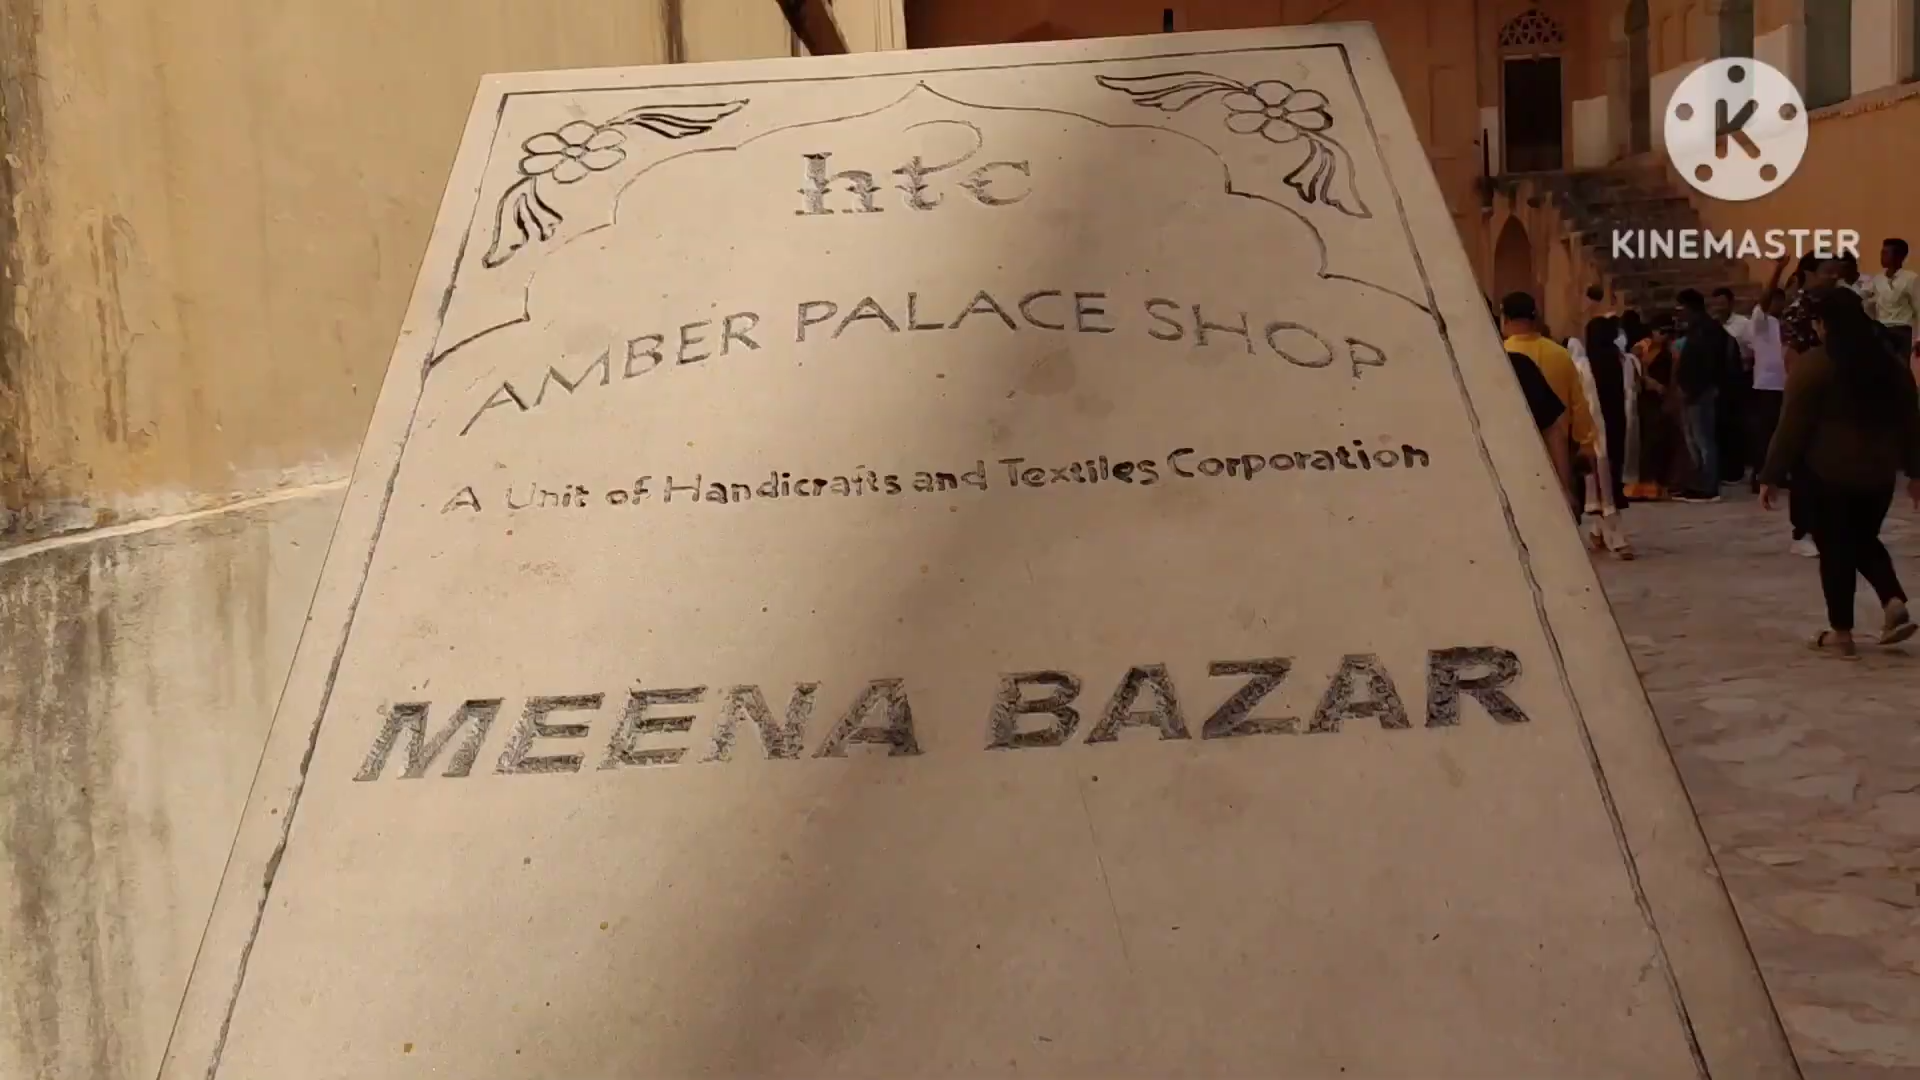 htc
AMBER PALACE SHOP
A Unit of Handicrafts and Textiles Corporation
MEENA BAZAR
K
KINEMASTER